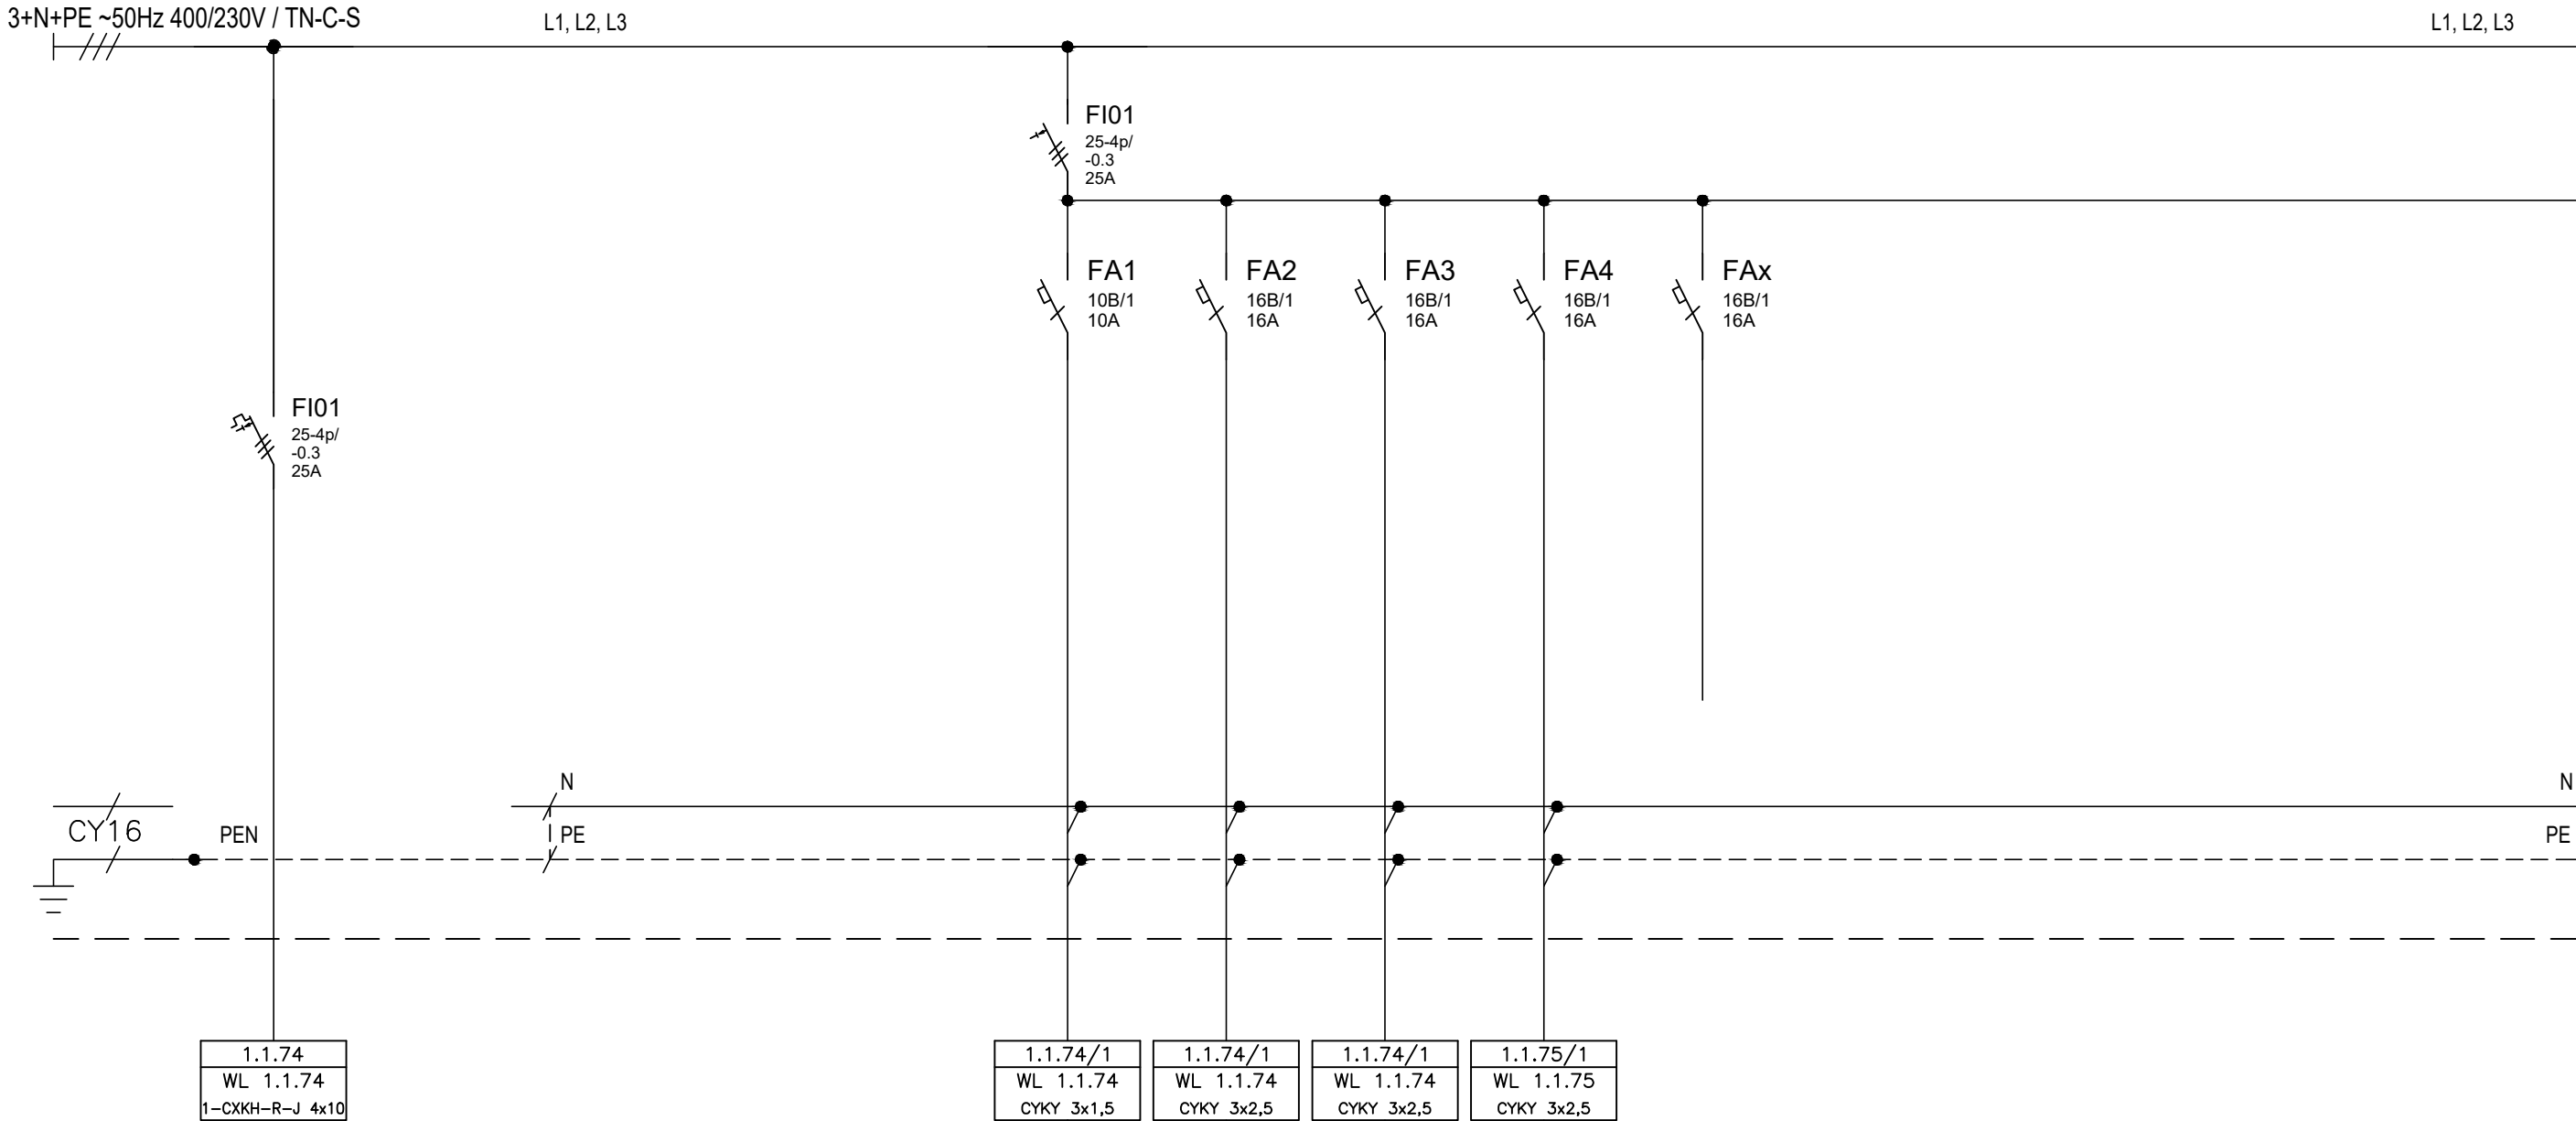 3+N+PE ~50Hz 400/230V / TN-C-S
L1, L2, L3
L1, L2, L3
FI01
25-4p/
-0.3
25A
FI01
25-4p/
-0.3
25A
FA1
10B/1
10A
FA2
16B/1
16A
FA3
16B/1
16A
FA4
16B/1
16A
FAx
16B/1
16A
N
N
CY16
PEN
PE
PE
1.1.74
WL 1.1.74
1-CXKH-R-J 4x10
1.1.74/1
WL 1.1.74
CYKY 3x1,5
1.1.74/1
WL 1.1.74
CYKY 3x2,5
1.1.74/1
WL 1.1.74
CYKY 3x2,5
1.1.75/1
WL 1.1.75
CYKY 3x2,5